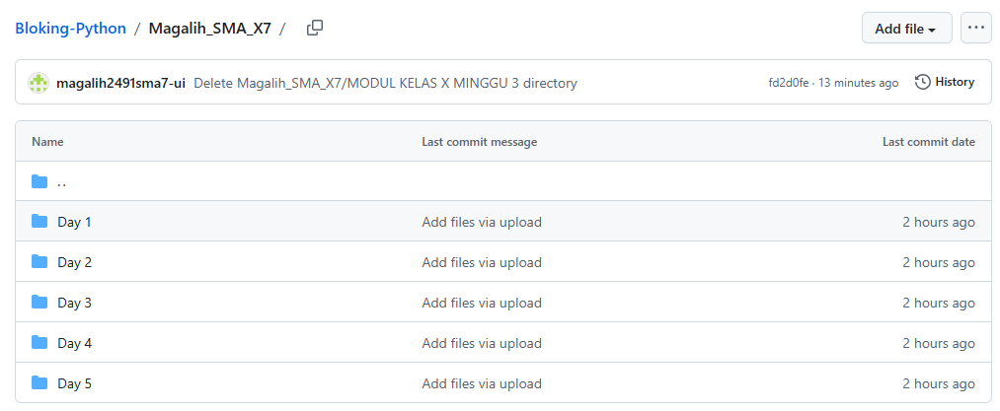 Bloking-Python / Magalih_SMA_X7 /
Add file
magalih2491sma7-ui Delete Magalih_SMA_X7/MODUL KELAS X MINGGU 3 directory fd2d0fe · 13 minutes ago History
Name Last commit message Last commit date
..
Day 1 Add files via upload 2 hours ago
Day 2 Add files via upload 2 hours ago
Day 3 Add files via upload 2 hours ago
Day 4 Add files via upload 2 hours ago
Day 5 Add files via upload 2 hours ago